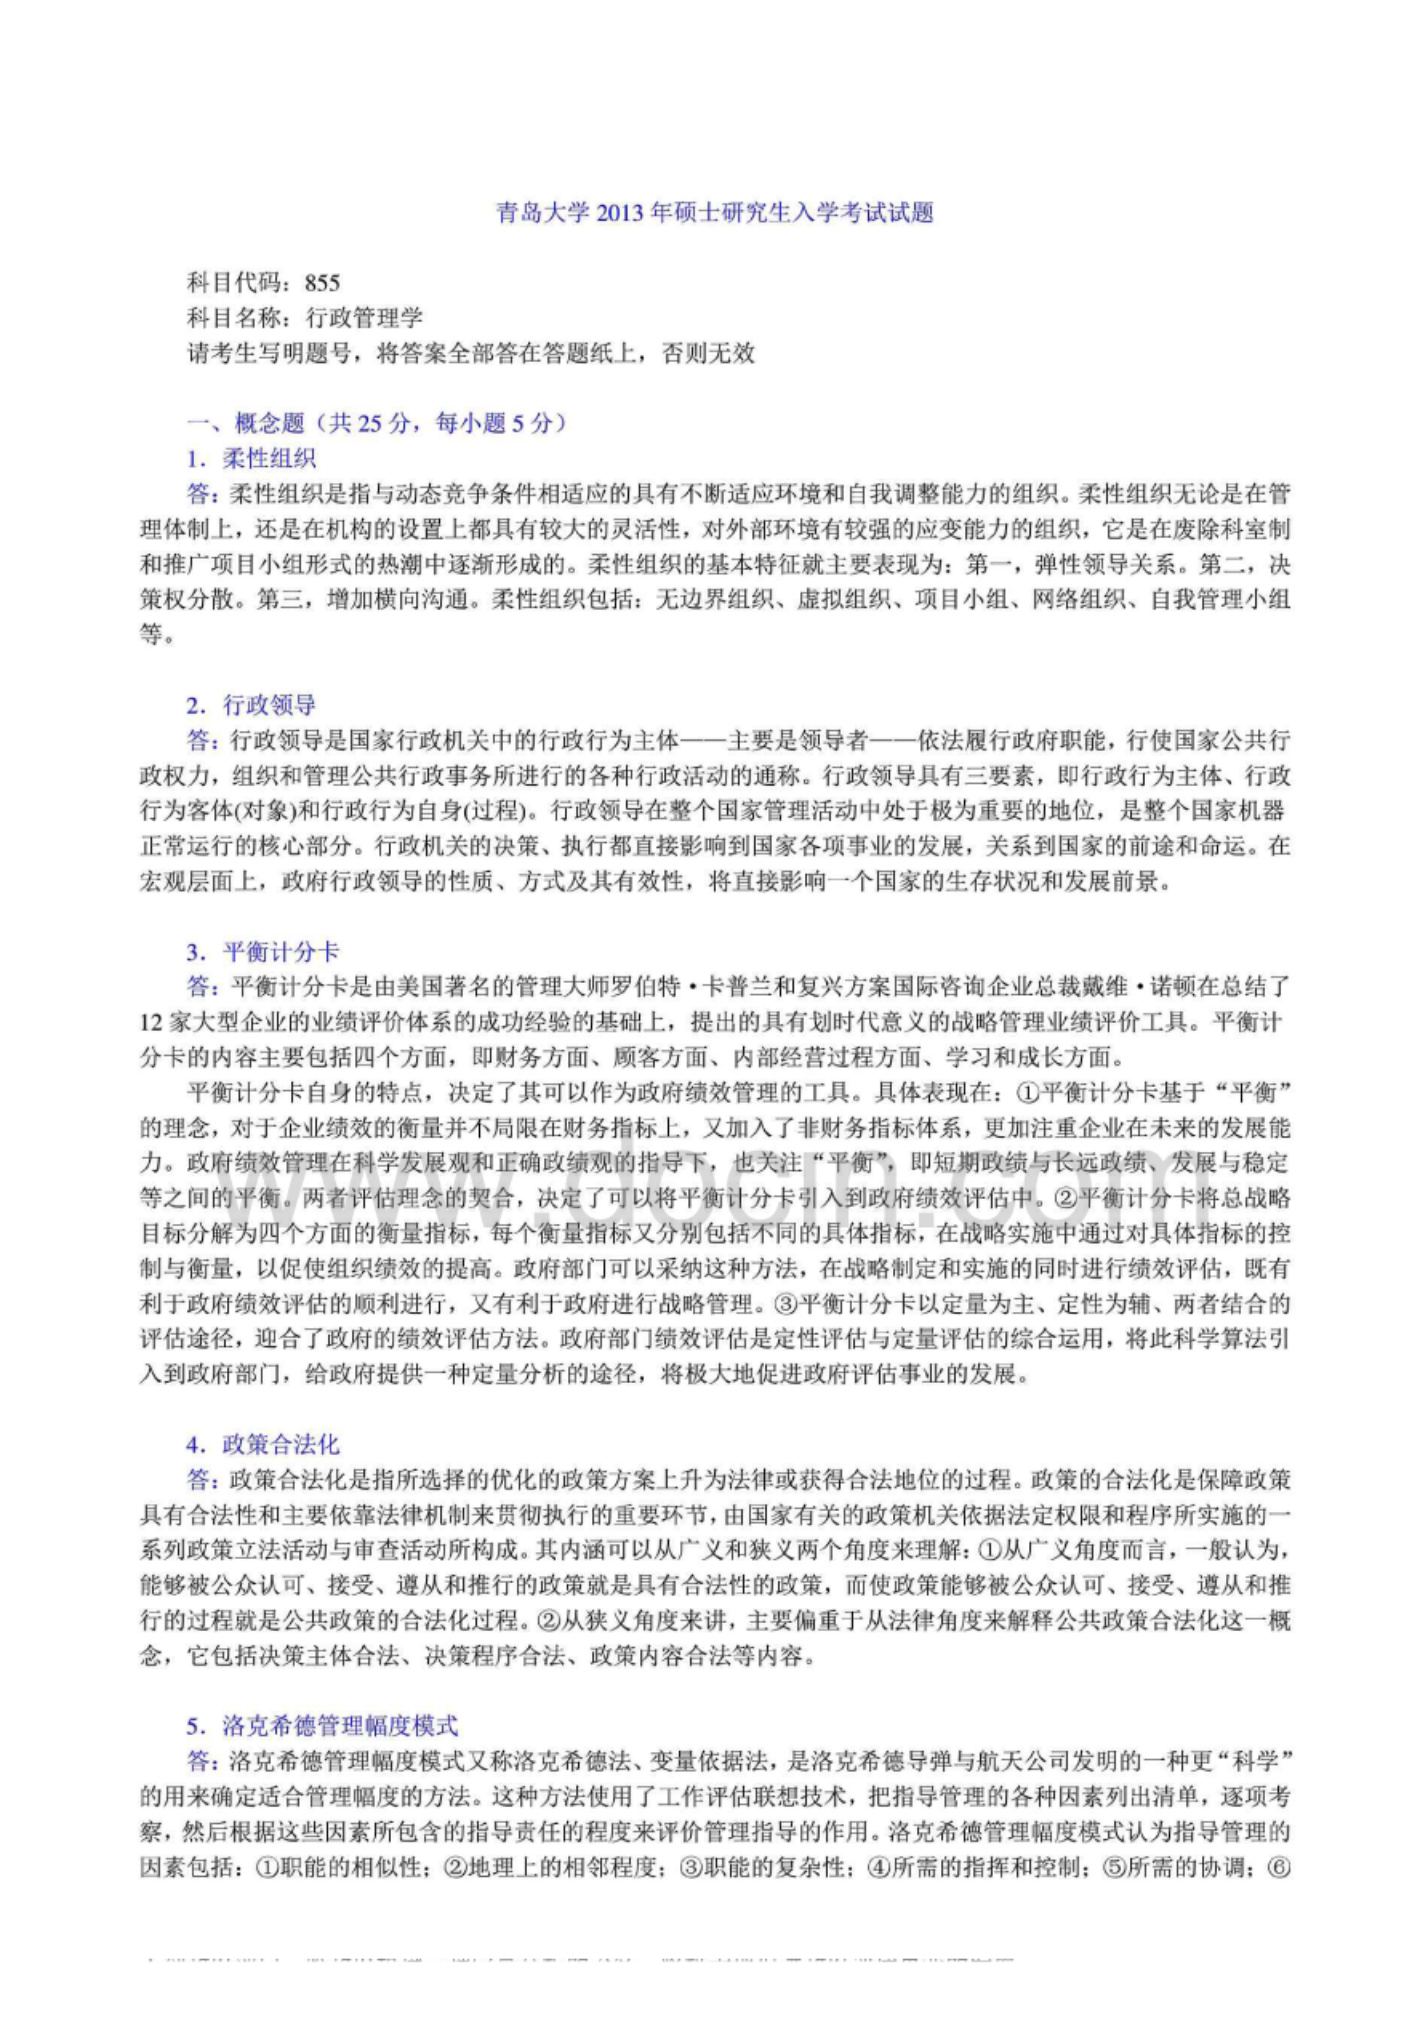 青岛大学 2013 年硕士研究生入学考试试题
科目代码：855
科目名称：行政管理学
请考生写明题号，将答案全部答在答题纸上，否则无效
一、概念题（共 25 分，每小题 5 分）
1．柔性组织
答：柔性组织是指与动态竞争条件相适应的具有不断适应环境和自我调整能力的组织。柔性组织无论是在管
理体制上，还是在机构的设置上都具有较大的灵活性，对外部环境有较强的应变能力的组织，它是在废除科室制
和推广项目小组形式的热潮中逐渐形成的。柔性组织的基本特征就主要表现为：第一，弹性领导关系。第二，决
策权分散。第三，增加横向沟通。柔性组织包括：无边界组织、虚拟组织、项目小组、网络组织、自我管理小组
等。
2．行政领导
答：行政领导是国家行政机关中的行政行为主体——主要是领导者——依法履行政府职能，行使国家公共行
政权力，组织和管理公共行政事务所进行的各种行政活动的通称。行政领导具有三要素，即行政行为主体、行政
行为客体(对象)和行政行为自身(过程)。行政领导在整个国家管理活动中处于极为重要的地位，是整个国家机器
正常运行的核心部分。行政机关的决策、执行都直接影响到国家各项事业的发展，关系到国家的前途和命运。在
宏观层面上，政府行政领导的性质、方式及其有效性，将直接影响一个国家的生存状况和发展前景。
3．平衡计分卡
答：平衡计分卡是由美国著名的管理大师罗伯特·卡普兰和复兴方案国际咨询企业总裁戴维·诺顿在总结了
12 家大型企业的业绩评价体系的成功经验的基础上，提出的具有划时代意义的战略管理业绩评价工具。平衡计
分卡的内容主要包括四个方面，即财务方面、顾客方面、内部经营过程方面、学习和成长方面。
平衡计分卡自身的特点，决定了其可以作为政府绩效管理的工具。具体表现在：①平衡计分卡基于“平衡”
的理念，对于企业绩效的衡量并不局限在财务指标上，又加入了非财务指标体系，更加注重企业在未来的发展能
力。政府绩效管理在科学发展观和正确政绩观的指导下，也关注“平衡”，即短期政绩与长远政绩、发展与稳定
等之间的平衡。两者评估理念的契合，决定了可以将平衡计分卡引入到政府绩效评估中。②平衡计分卡将总战略
目标分解为四个方面的衡量指标，每个衡量指标又分别包括不同的具体指标，在战略实施中通过对具体指标的控
制与衡量，以促使组织绩效的提高。政府部门可以采纳这种方法，在战略制定和实施的同时进行绩效评估，既有
利于政府绩效评估的顺利进行，又有利于政府进行战略管理。③平衡计分卡以定量为主、定性为辅、两者结合的
评估途径，迎合了政府的绩效评估方法。政府部门绩效评估是定性评估与定量评估的综合运用，将此科学算法引
入到政府部门，给政府提供一种定量分析的途径，将极大地促进政府评估事业的发展。
www.docin.com
4．政策合法化
答：政策合法化是指所选择的优化的政策方案上升为法律或获得合法地位的过程。政策的合法化是保障政策
具有合法性和主要依靠法律机制来贯彻执行的重要环节，由国家有关的政策机关依据法定权限和程序所实施的一
系列政策立法活动与审查活动所构成。其内涵可以从广义和狭义两个角度来理解：①从广义角度而言，一般认为，
能够被公众认可、接受、遵从和推行的政策就是具有合法性的政策，而使政策能够被公众认可、接受、遵从和推
行的过程就是公共政策的合法化过程。②从狭义角度来讲，主要偏重于从法律角度来解释公共政策合法化这一概
念，它包括决策主体合法、决策程序合法、政策内容合法等内容。
5．洛克希德管理幅度模式
答：洛克希德管理幅度模式又称洛克希德法、变量依据法，是洛克希德导弹与航天公司发明的一种更“科学”
的用来确定适合管理幅度的方法。这种方法使用了工作评估联想技术，把指导管理的各种因素列出清单，逐项考
察，然后根据这些因素所包含的指导责任的程度来评价管理指导的作用。洛克希德管理幅度模式认为指导管理的
因素包括：①职能的相似性；②地理上的相邻程度；③职能的复杂性；④所需的指挥和控制；⑤所需的协调；⑥